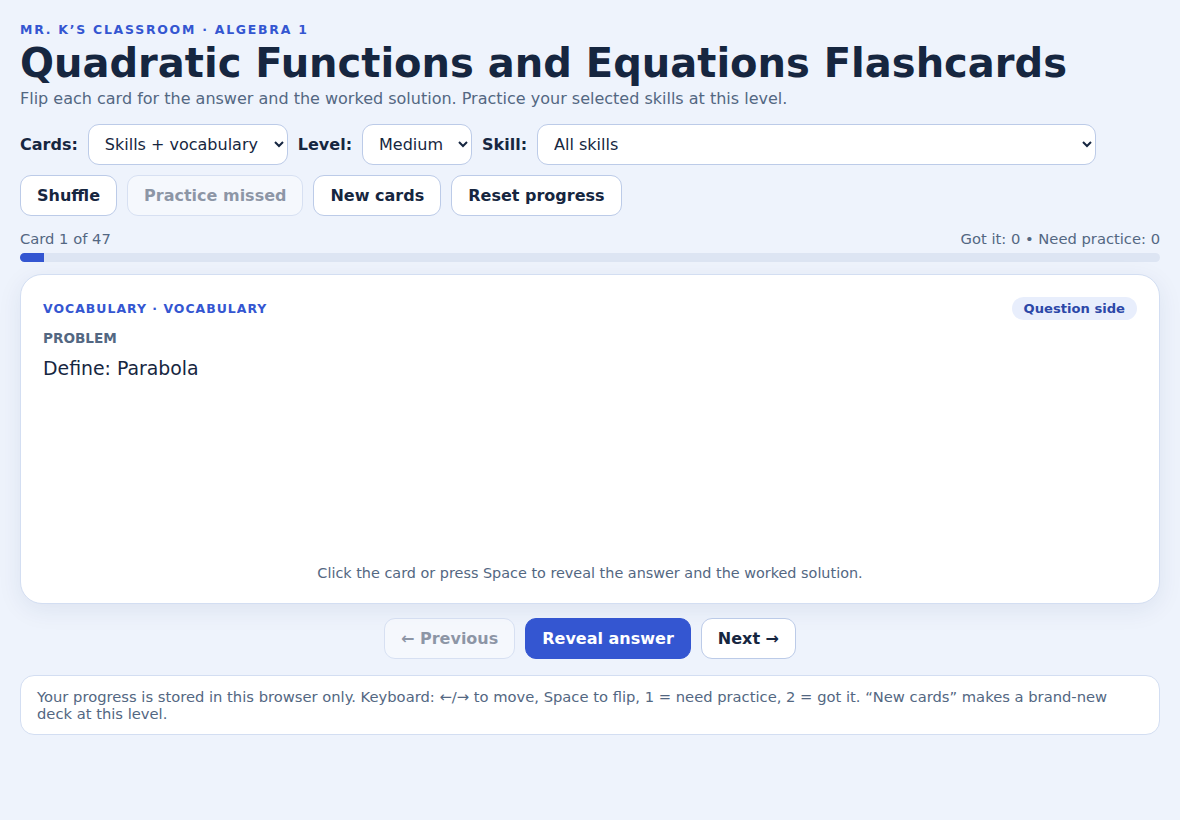 MR. K’S CLASSROOM · ALGEBRA 1
Quadratic Functions and Equations Flashcards
Flip each card for the answer and the worked solution. Practice your selected skills at this level.
Cards: Skills + vocabulary Level: Medium Skill: All skills
Shuffle Practice missed New cards Reset progress
Card 1 of 47 Got it: 0 • Need practice: 0
VOCABULARY · VOCABULARY Question side
PROBLEM
Define: Parabola
Click the card or press Space to reveal the answer and the worked solution.
← Previous Reveal answer Next →
Your progress is stored in this browser only. Keyboard: ←/→ to move, Space to flip, 1 = need practice, 2 = got it. “New cards” makes a brand-new
deck at this level.